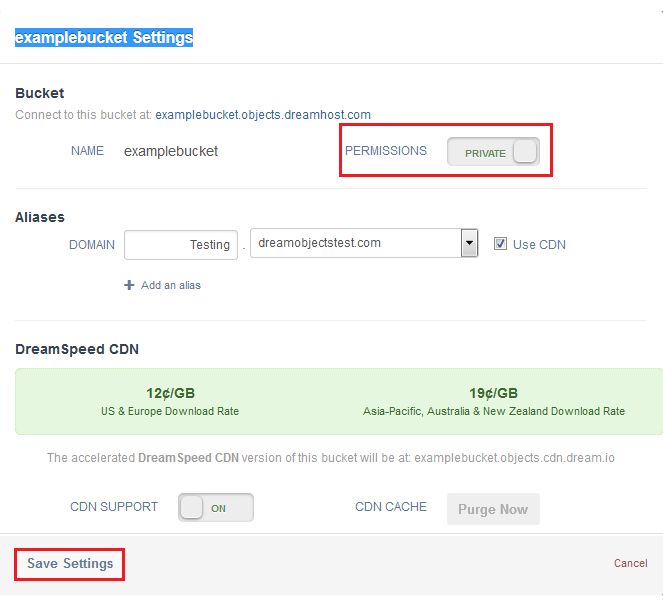 examplebucket Settings
Bucket
Connect to this bucket at: examplebucket.objects.dreamhost.com
NAME examplebucket PERMISSIONS PRIVATE
Aliases
DOMAIN Testing . dreamobjectstest.com Use CDN
Add an alias
DreamSpeed CDN
12¢/GB 19¢/GB
US & Europe Download Rate Asia-Pacific, Australia & New Zealand Download Rate
The accelerated DreamSpeed CDN version of this bucket will be at: examplebucket.objects.cdn.dream.io
CDN SUPPORT ON CDN CACHE Purge Now
Save Settings Cancel